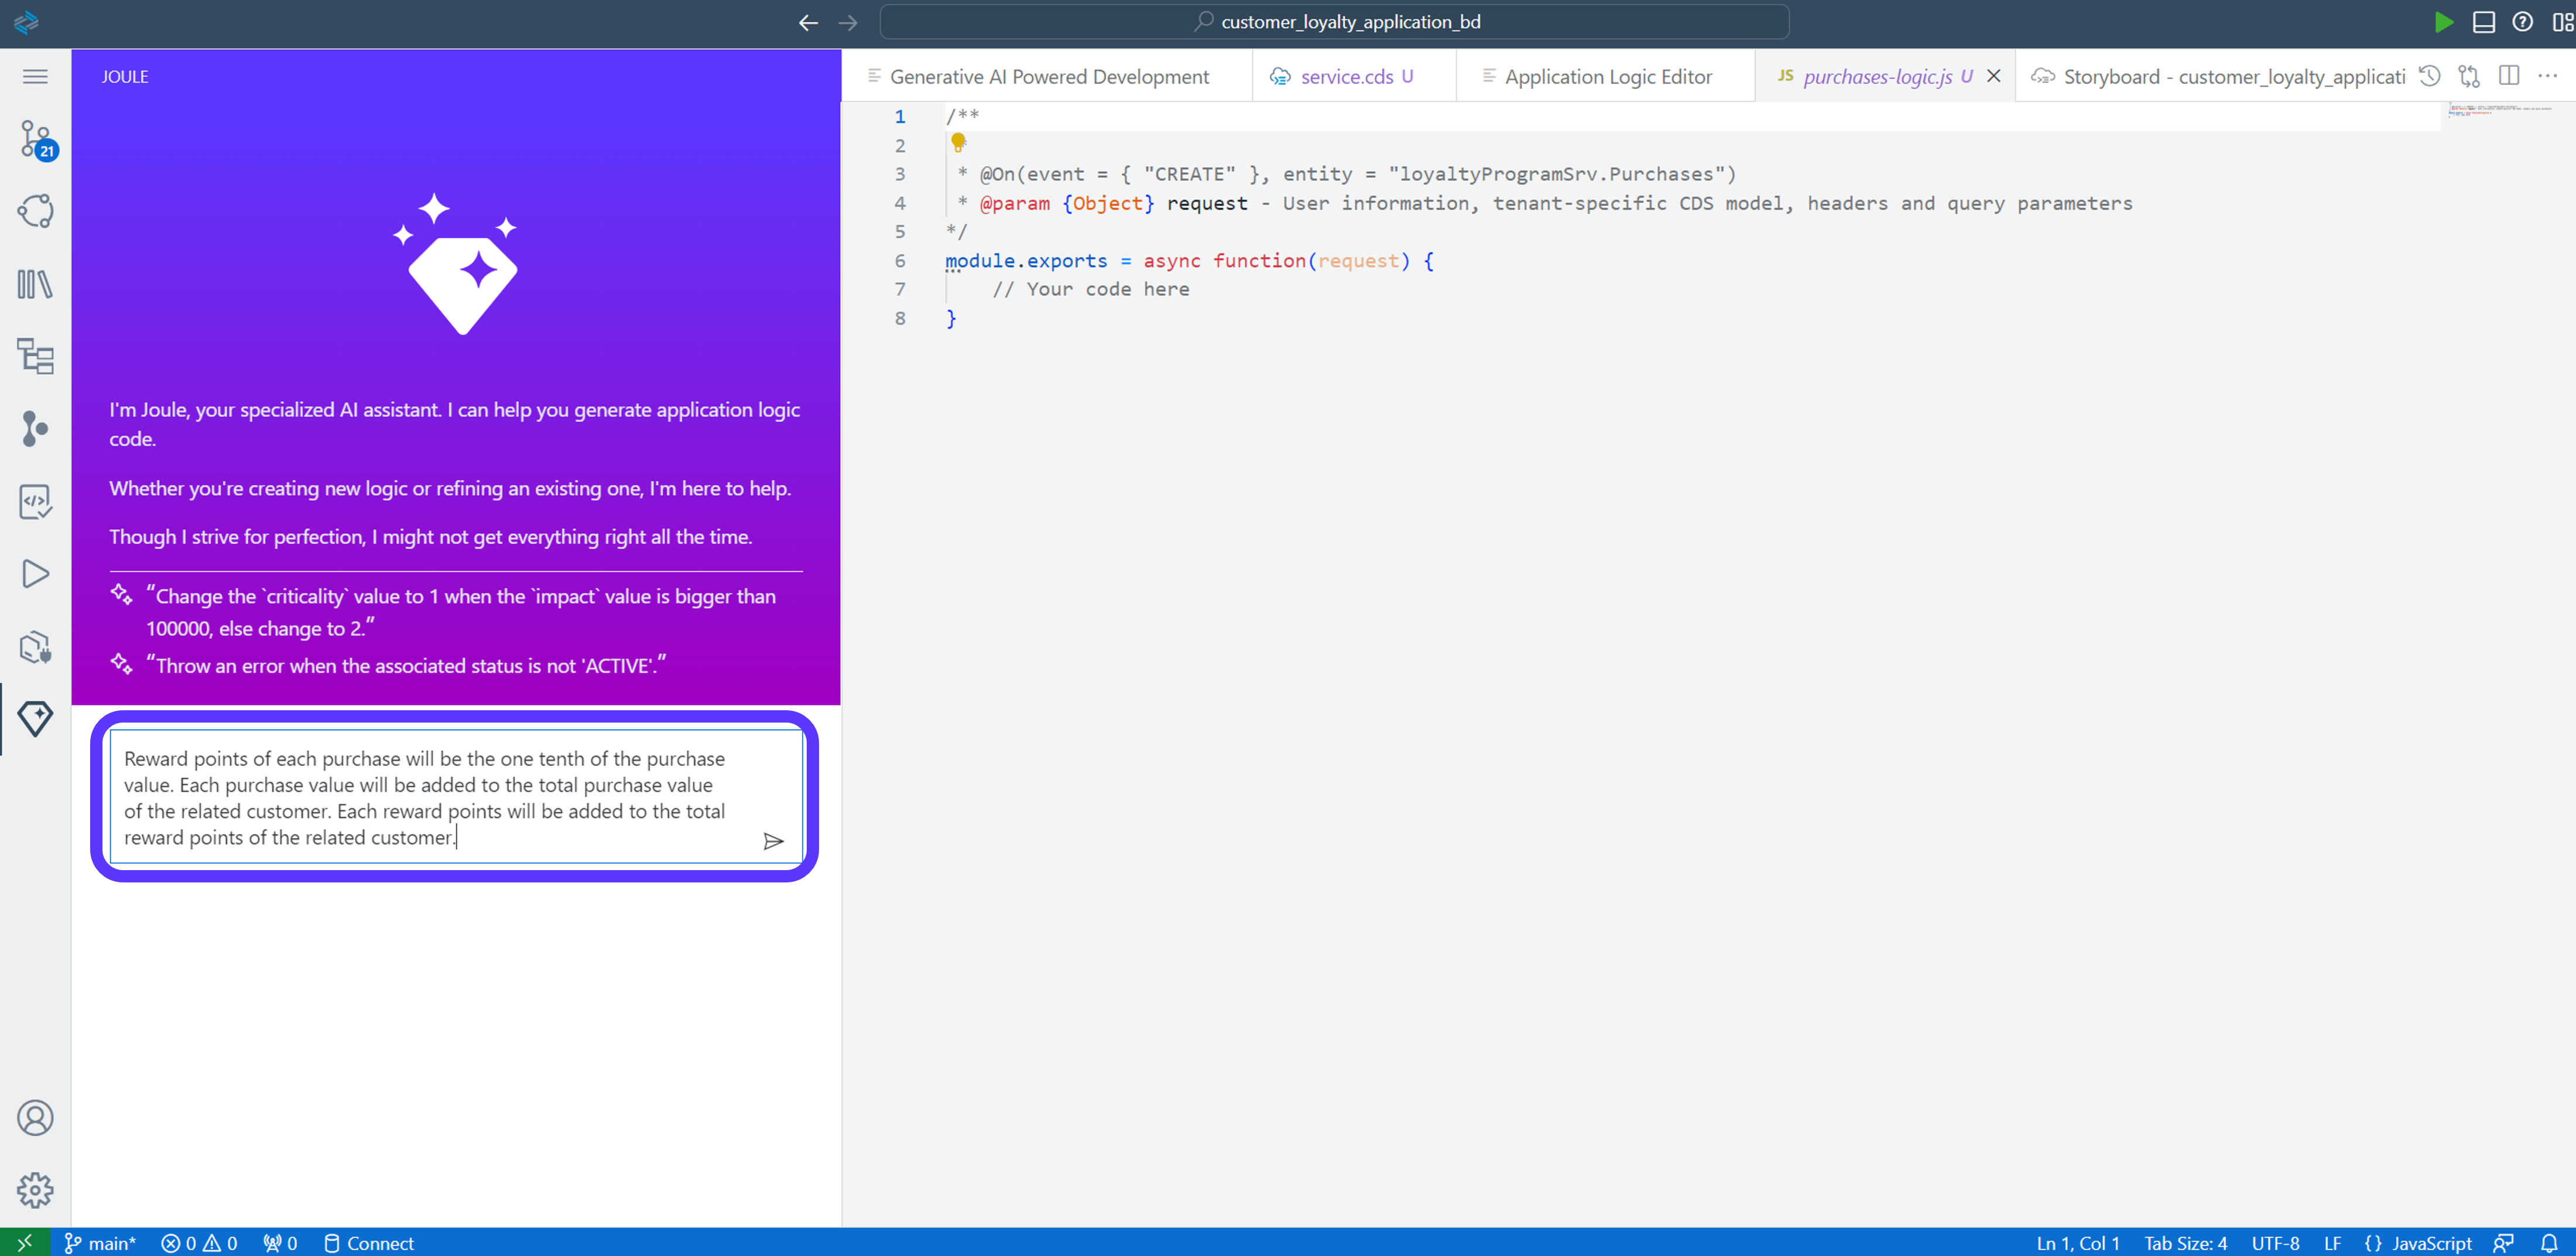 customer_loyalty_application_bd
JOULE
21
I'm Joule, your specialized AI assistant. I can help you generate application logic
code.
Whether you're creating new logic or refining an existing one, I'm here to help.
Though I strive for perfection, I might not get everything right all the time.
“Change the `criticality` value to 1 when the `impact` value is bigger than
100000, else change to 2.”
“Throw an error when the associated status is not 'ACTIVE'.”
Reward points of each purchase will be the one tenth of the purchase
value. Each purchase value will be added to the total purchase value
of the related customer. Each reward points will be added to the total
reward points of the related customer.
Generative AI Powered Development
service.cds U
Application Logic Editor
JS purchases-logic.js U
Storyboard - customer_loyalty_applicati
1 /**
2
3 * @On(event = { "CREATE" }, entity = "loyaltyProgramSrv.Purchases")
4 * @param {Object} request - User information, tenant-specific CDS model, headers and query parameters
5 */
6 module.exports = async function(request) {
7 // Your code here
8 }
main* 0 0 0 Connect
Ln 1, Col 1 Tab Size: 4 UTF-8 LF {} JavaScript